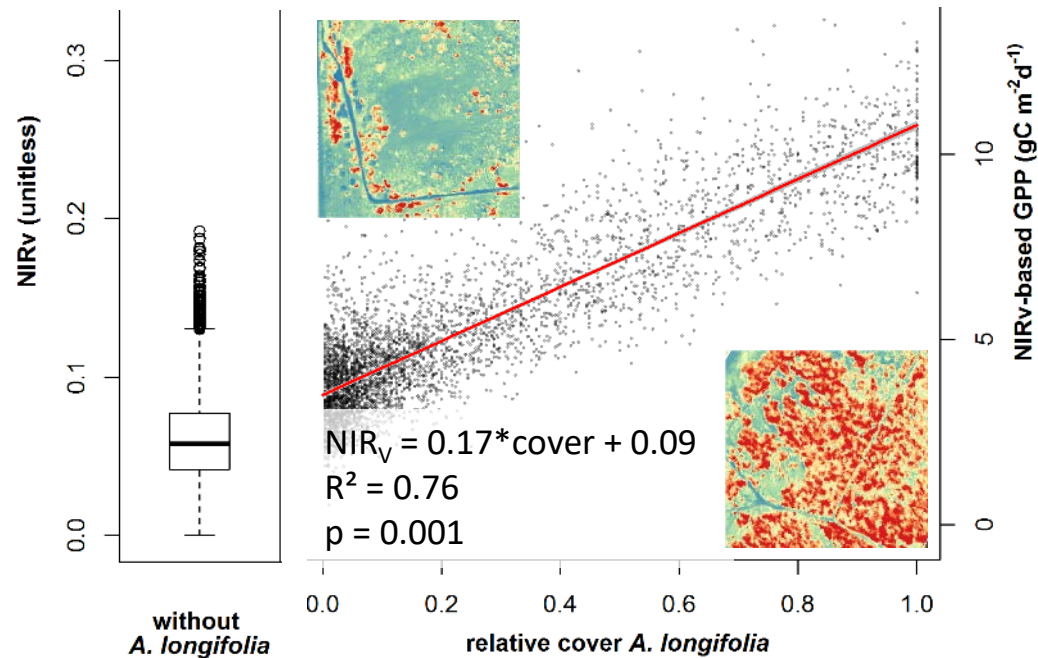 NIRv (unitless)
0.3
0.2
0.1
0.0
without
A. longifolia
NIRV = 0.17*cover + 0.09
R² = 0.76
p = 0.001
0.0 0.2 0.4 0.6 0.8 1.0
relative cover A. longifolia
10
5
0
NIRv-based GPP (gC m⁻²d⁻¹)